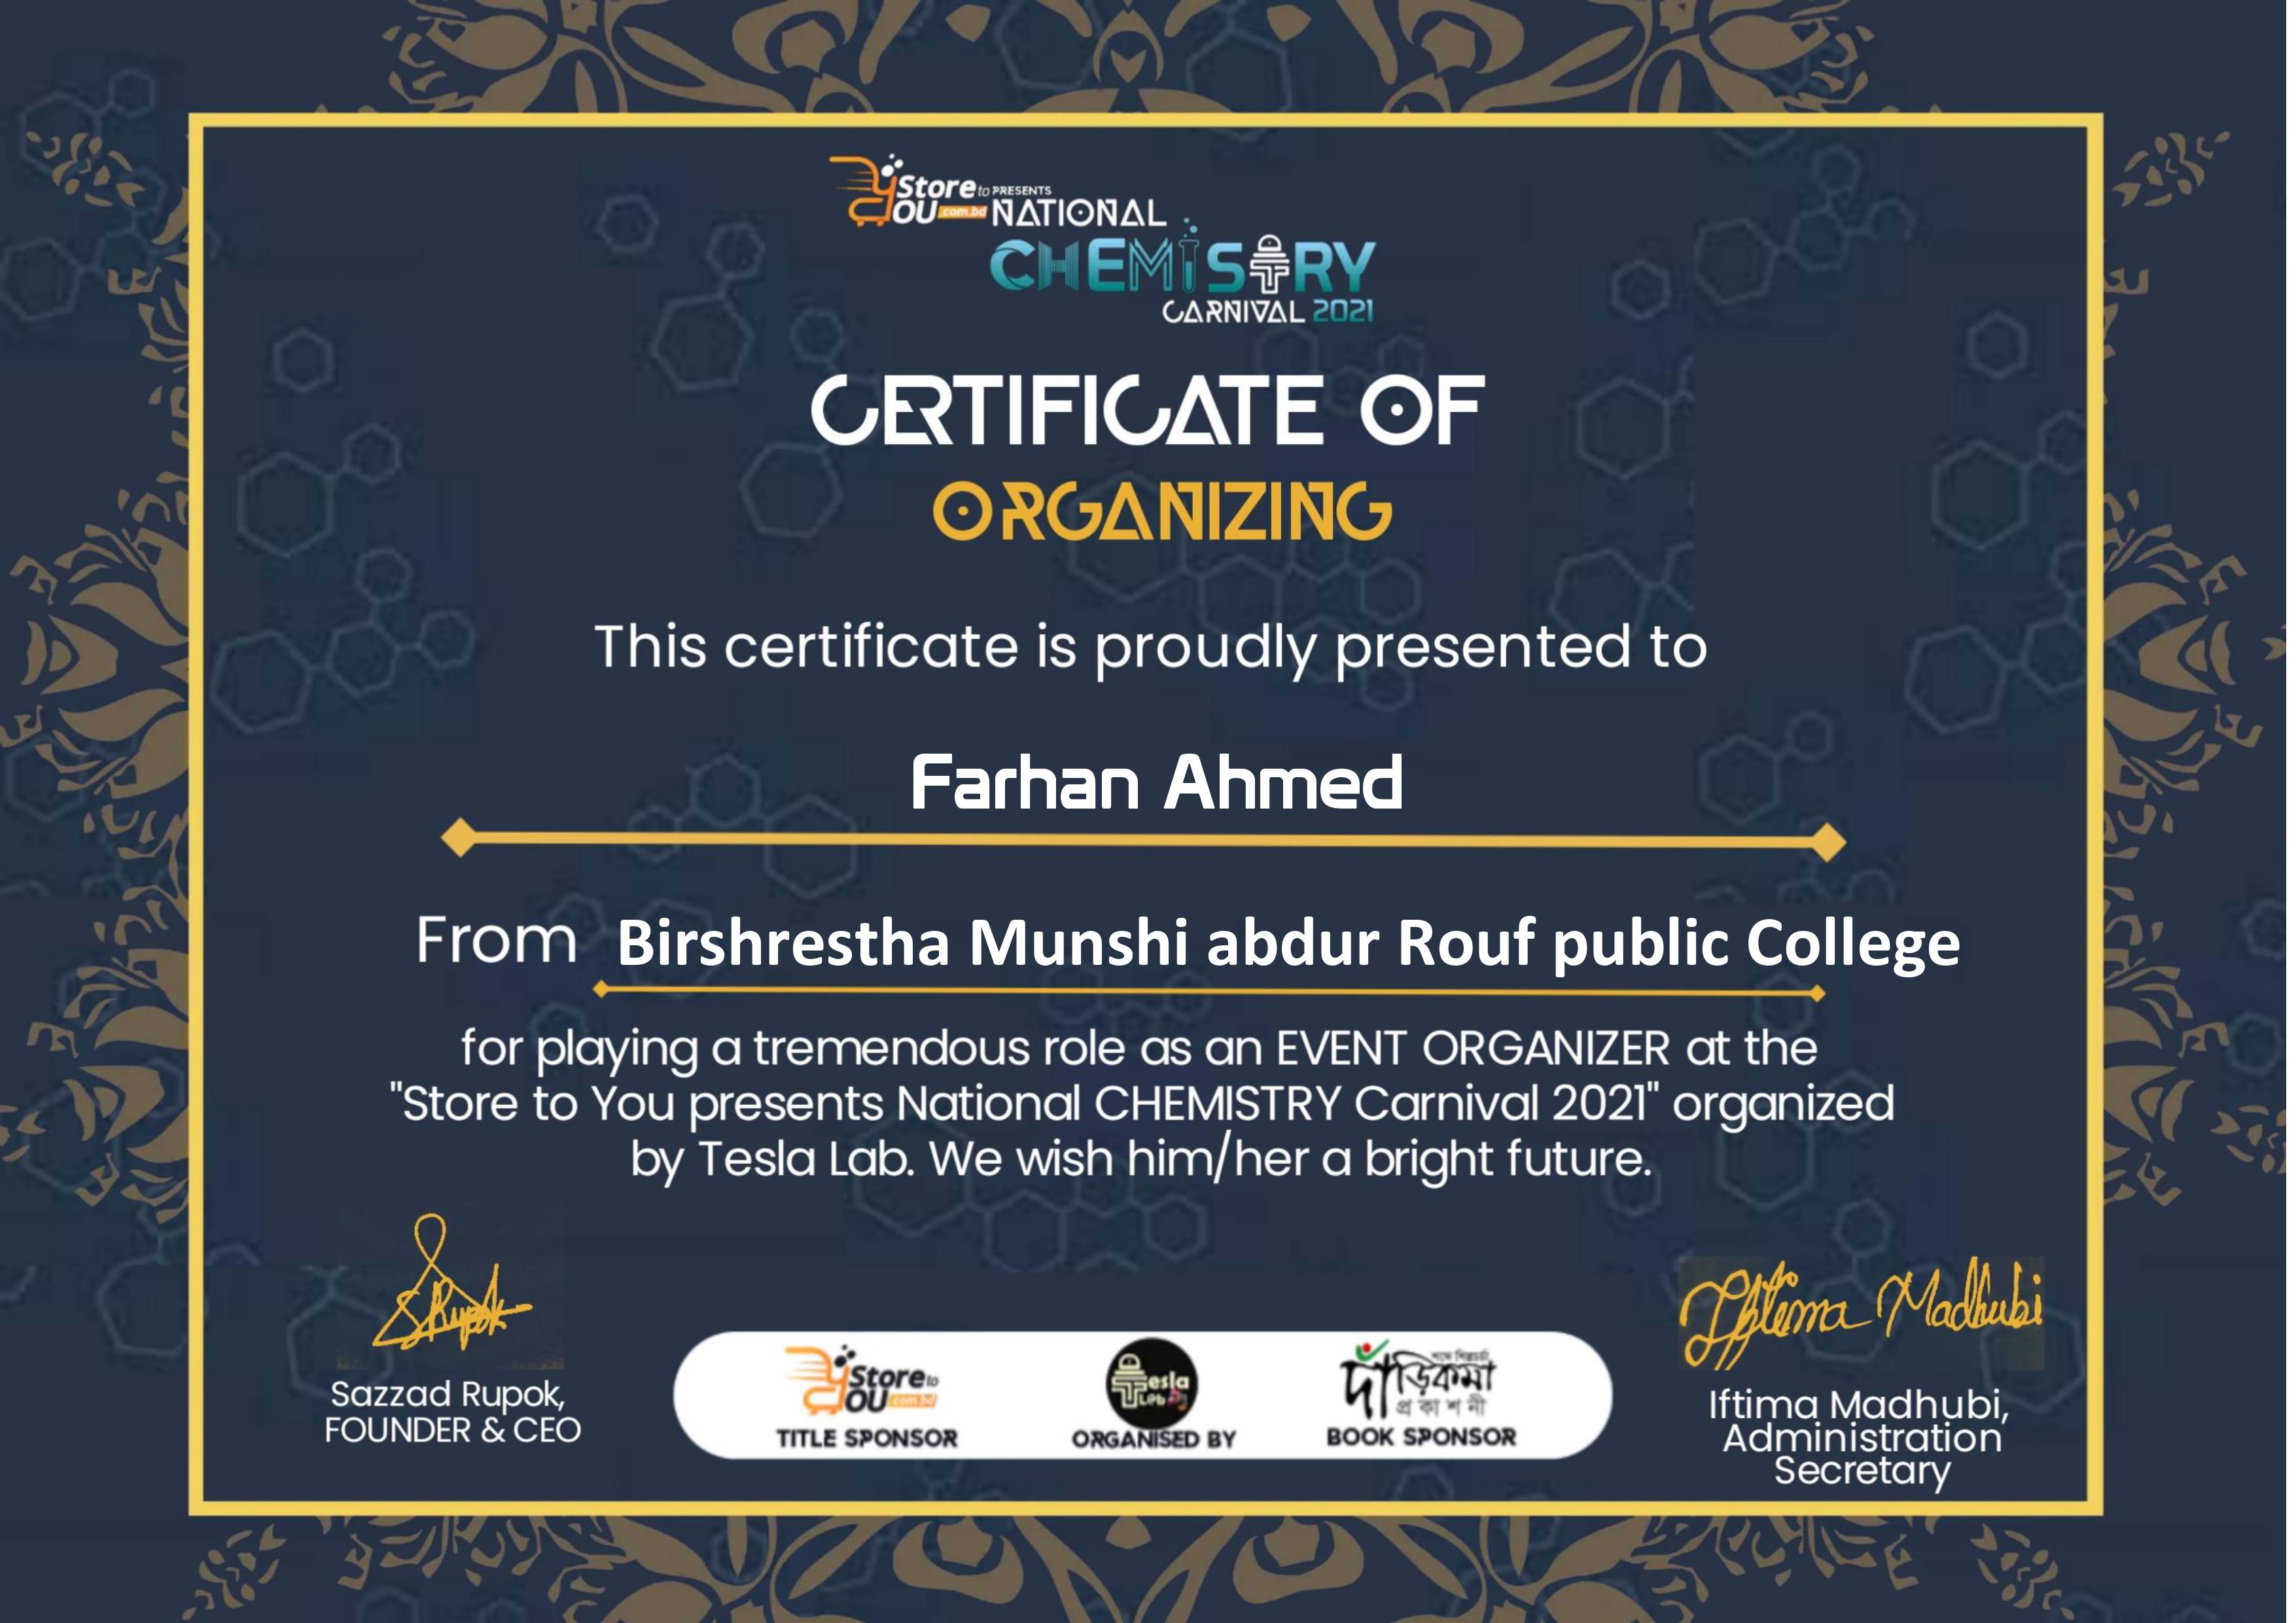 Store to PRESENTS
YOU .com.bd NATIONAL
CHEMISTRY
CARNIVAL 2021
CERTIFICATE OF
ORGANIZING
This certificate is proudly presented to
Farhan Ahmed
From Birshrestha Munshi abdur Rouf public College
for playing a tremendous role as an EVENT ORGANIZER at the
"Store to You presents National CHEMISTRY Carnival 2021" organized
by Tesla Lab. We wish him/her a bright future.
S Rupok
Iftima Madhubi
Sazzad Rupok,
FOUNDER & CEO
Store to
YOU .com.bd
TITLE SPONSOR
Tesla
Lab
ORGANISED BY
দাঁড়িকমা
প্রকাশনী
BOOK SPONSOR
Iftima Madhubi,
Administration
Secretary